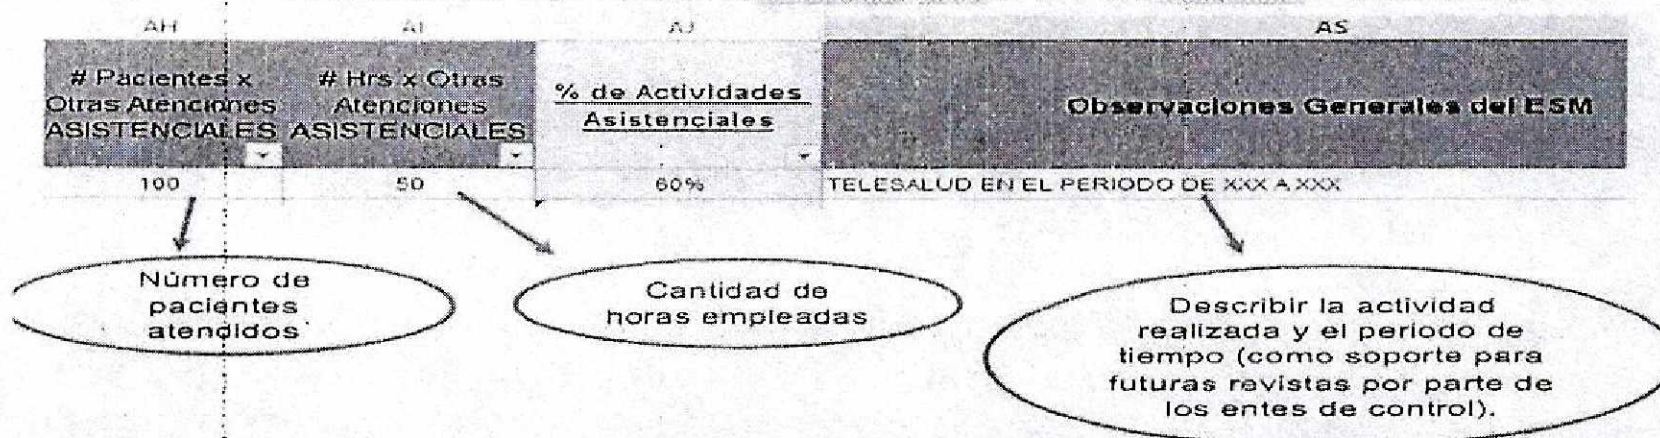 AH AI AJ AS
# Pacientes x
Otras Atenciones
ASISTENCIALES
# Hrs x Otras
Atenciones
ASISTENCIALES
% de Actividades
Asistenciales
Observaciones Generales del ESM
100 50 60% TELESALUD EN EL PERIODO DE XXX A XXX
Número de
pacientes
atendidos
Cantidad de
horas empleadas
Describir la actividad
realizada y el periodo de
tiempo (como soporte para
futuras revistas por parte de
los entes de control).